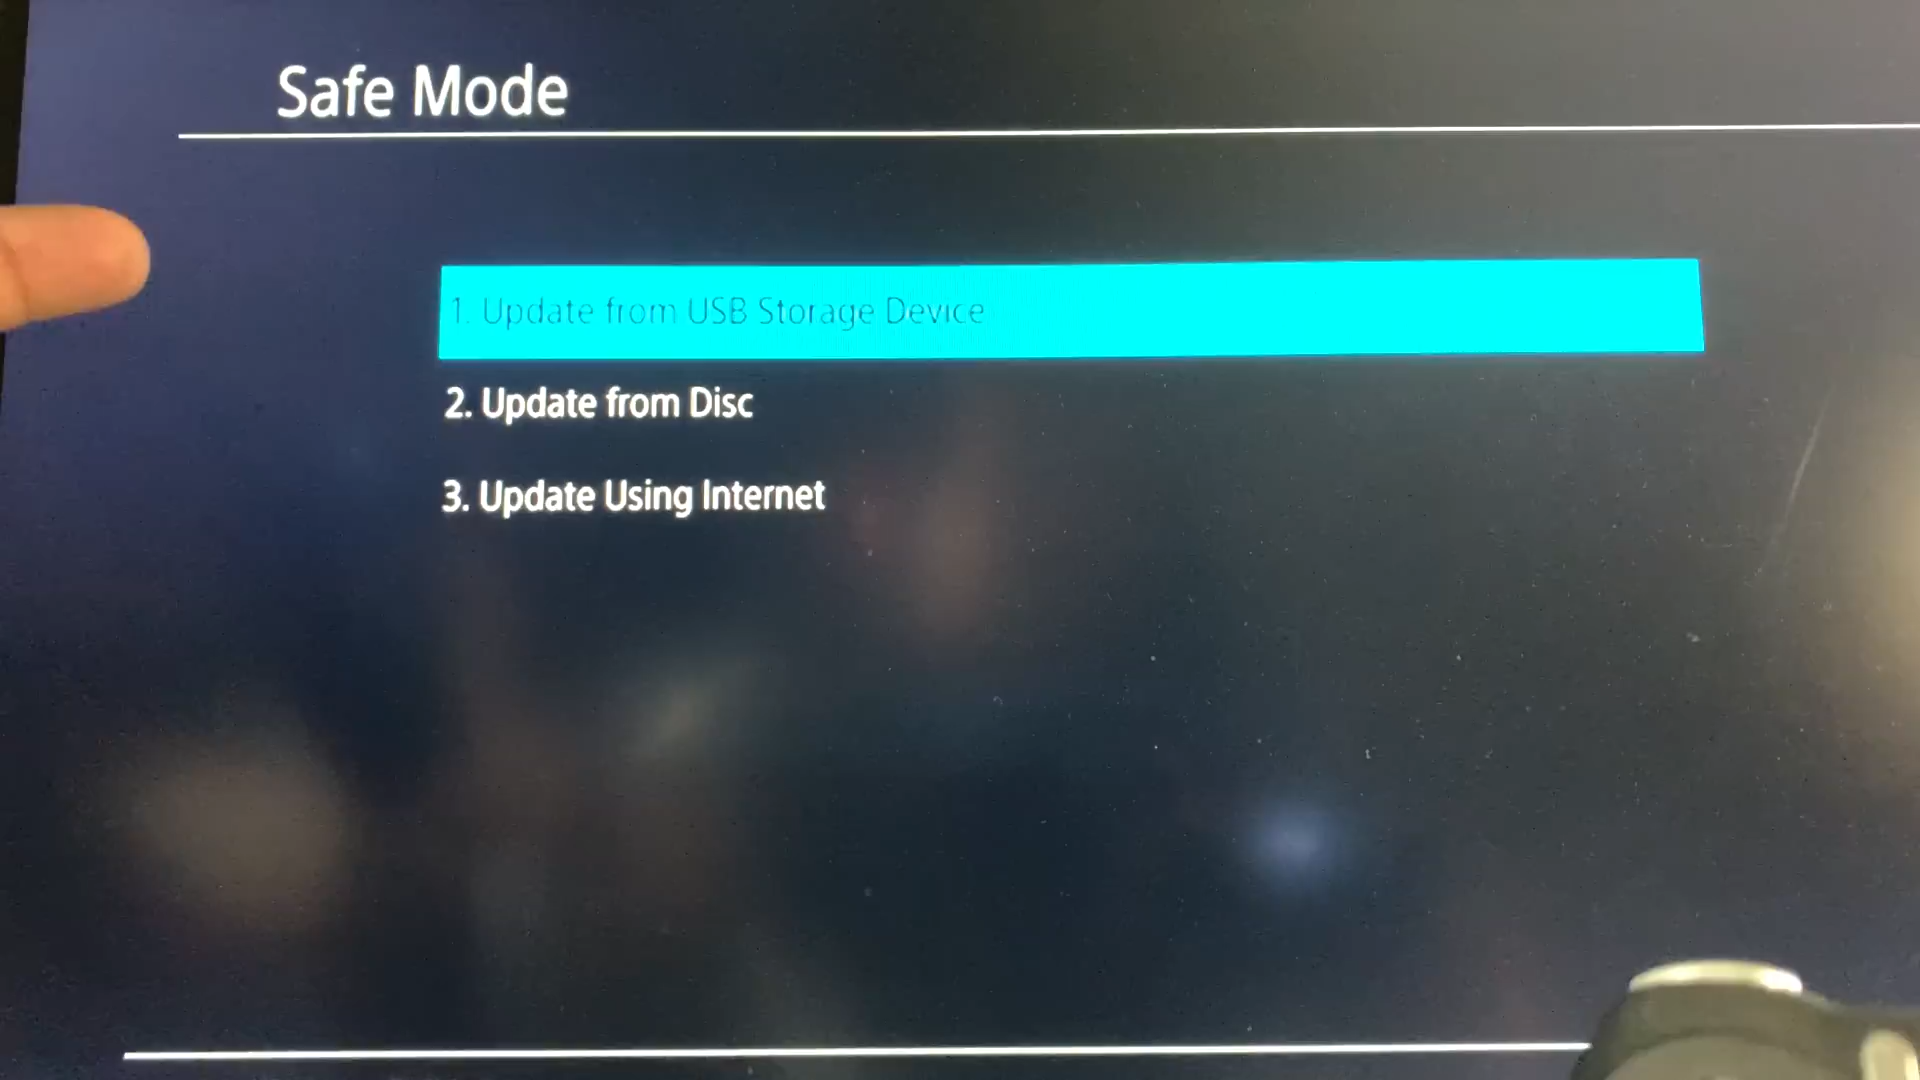 Safe Mode
1. Update from USB Storage Device
2. Update from Disc
3. Update Using Internet